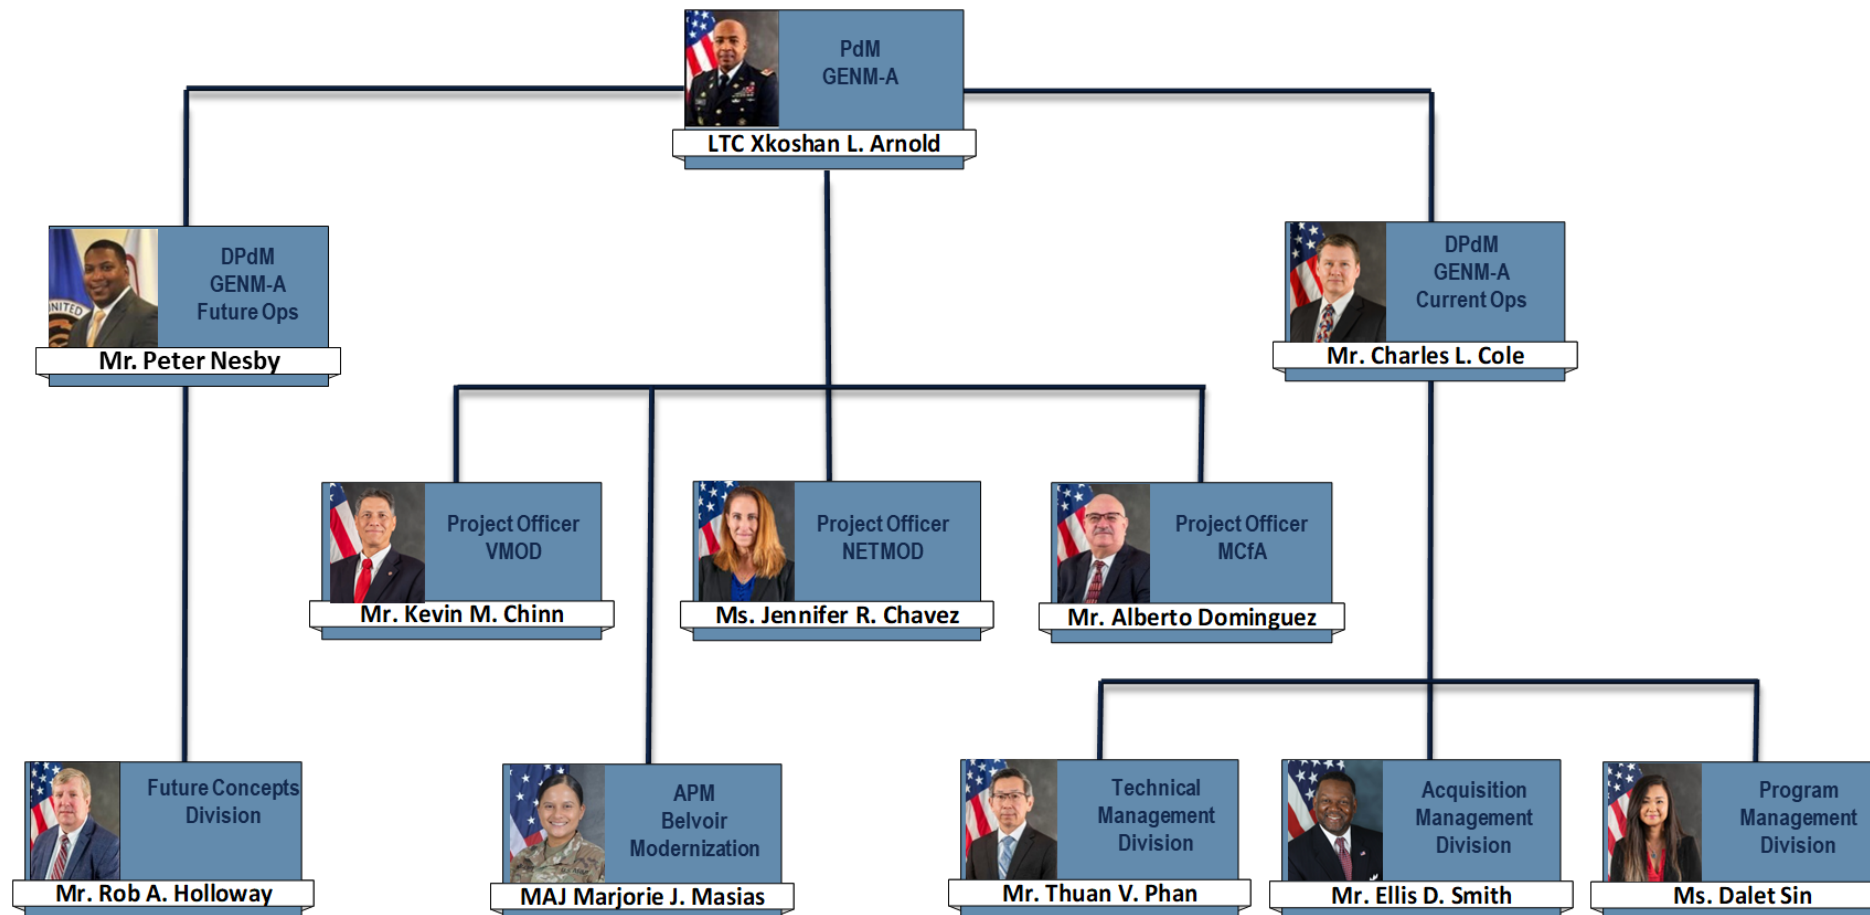 PdM
GENM-A
LTC Xkoshan L. Arnold
DPdM
GENM-A
Future Ops
Mr. Peter Nesby
UNITED
DPdM
GENM-A
Current Ops
Mr. Charles L. Cole
Project Officer
VMOD
Mr. Kevin M. Chinn
Project Officer
NETMOD
Ms. Jennifer R. Chavez
Project Officer
MCfA
Mr. Alberto Dominguez
Future Concepts
Division
Mr. Rob A. Holloway
APM
Belvoir
Modernization
MAJ Marjorie J. Masias
Technical
Management
Division
Mr. Thuan V. Phan
Acquisition
Management
Division
Mr. Ellis D. Smith
Program
Management
Division
Ms. Dalet Sin